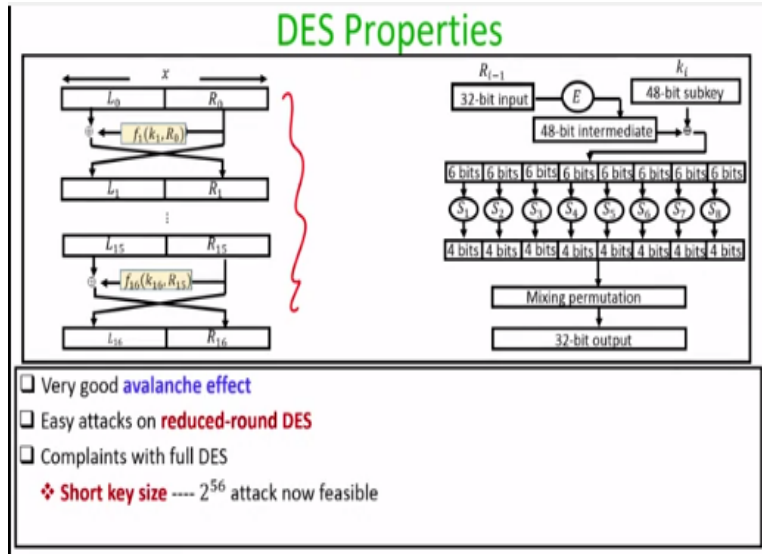 DES Properties
x
L₀ R₀
⊕ f₁(k₁,R₀)
L₁ R₁
⋮
L₁₅ R₁₅
⊕ f₁₆(k₁₆,R₁₅)
L₁₆ R₁₆
Rᵢ₋₁ kᵢ
32-bit input E 48-bit subkey
48-bit intermediate ⊕
6 bits 6 bits 6 bits 6 bits 6 bits 6 bits 6 bits 6 bits
S₁ S₂ S₃ S₄ S₅ S₆ S₇ S₈
4 bits 4 bits 4 bits 4 bits 4 bits 4 bits 4 bits 4 bits
Mixing permutation
32-bit output
❑ Very good avalanche effect
❑ Easy attacks on reduced-round DES
❑ Complaints with full DES
❖ Short key size ---- 2⁵⁶ attack now feasible